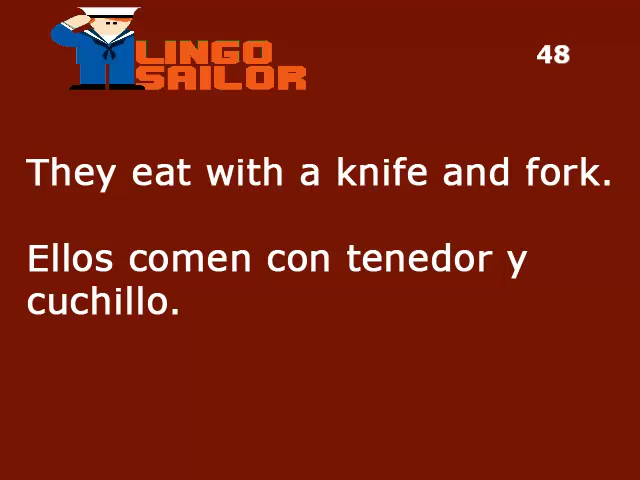 LINGO
SAILOR
48
They eat with a knife and fork.
Ellos comen con tenedor y
cuchillo.